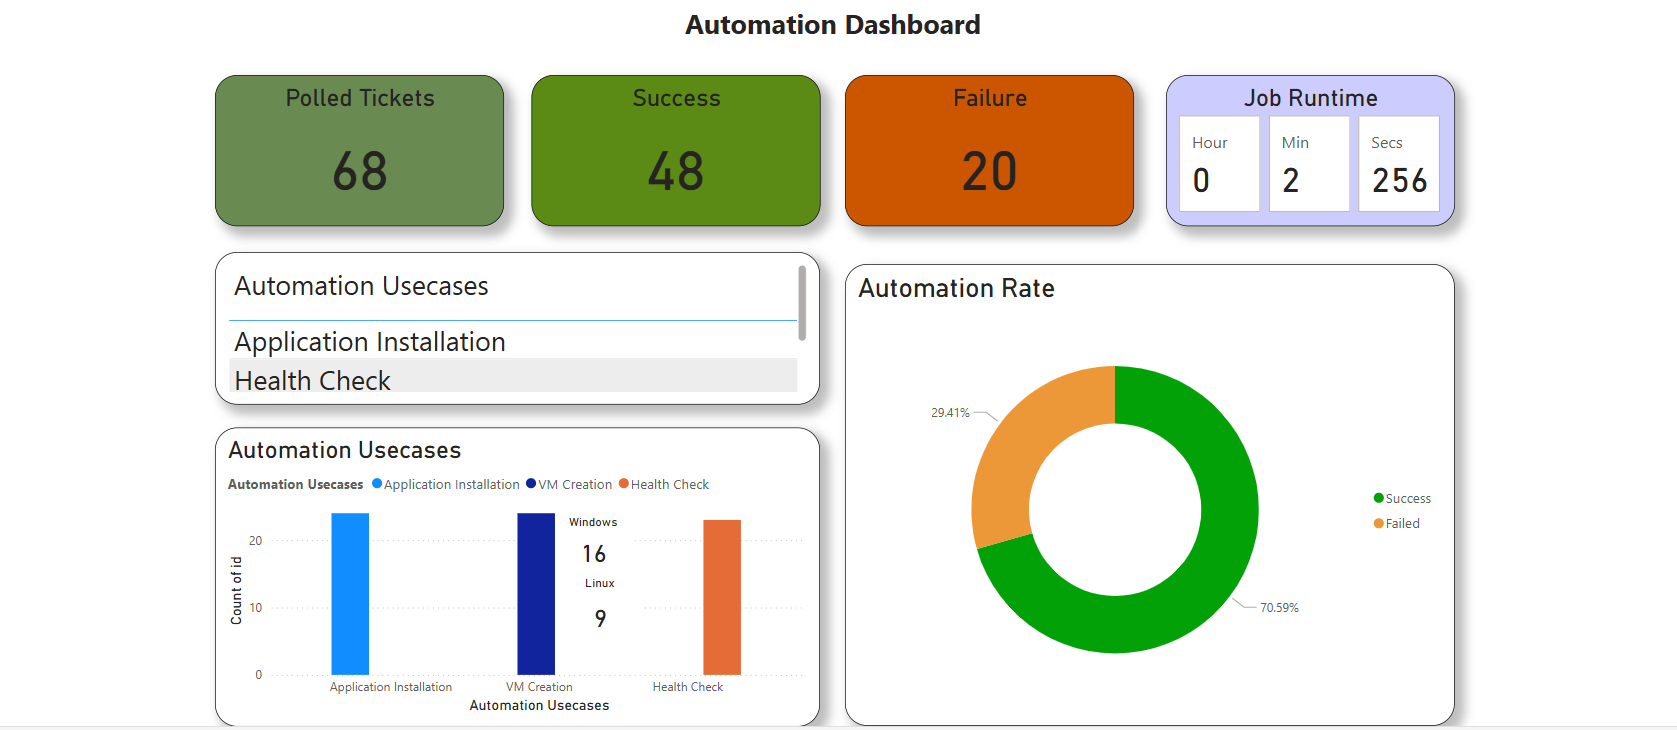 Automation Dashboard
Polled Tickets
68
Success
48
Failure
20
Job Runtime
Hour
0
Min
2
Secs
256
Automation Usecases
Application Installation
Health Check
Automation Usecases
Automation Usecases Application Installation VM Creation Health Check
Count of id
20
10
0
Windows
16
Linux
9
Application Installation
VM Creation
Health Check
Automation Usecases
Automation Rate
29.41%
70.59%
Success
Failed